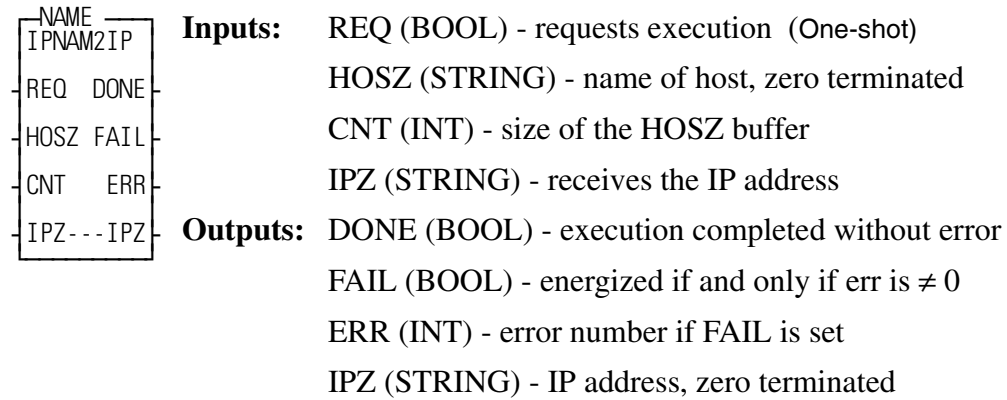 NAME
IPNAM2IP
REQ DONE
HOSZ FAIL
CNT ERR
IPZ---IPZ
Inputs: REQ (BOOL) - requests execution (One-shot)
HOSZ (STRING) - name of host, zero terminated
CNT (INT) - size of the HOSZ buffer
IPZ (STRING) - receives the IP address
Outputs: DONE (BOOL) - execution completed without error
FAIL (BOOL) - energized if and only if err is ≠ 0
ERR (INT) - error number if FAIL is set
IPZ (STRING) - IP address, zero terminated